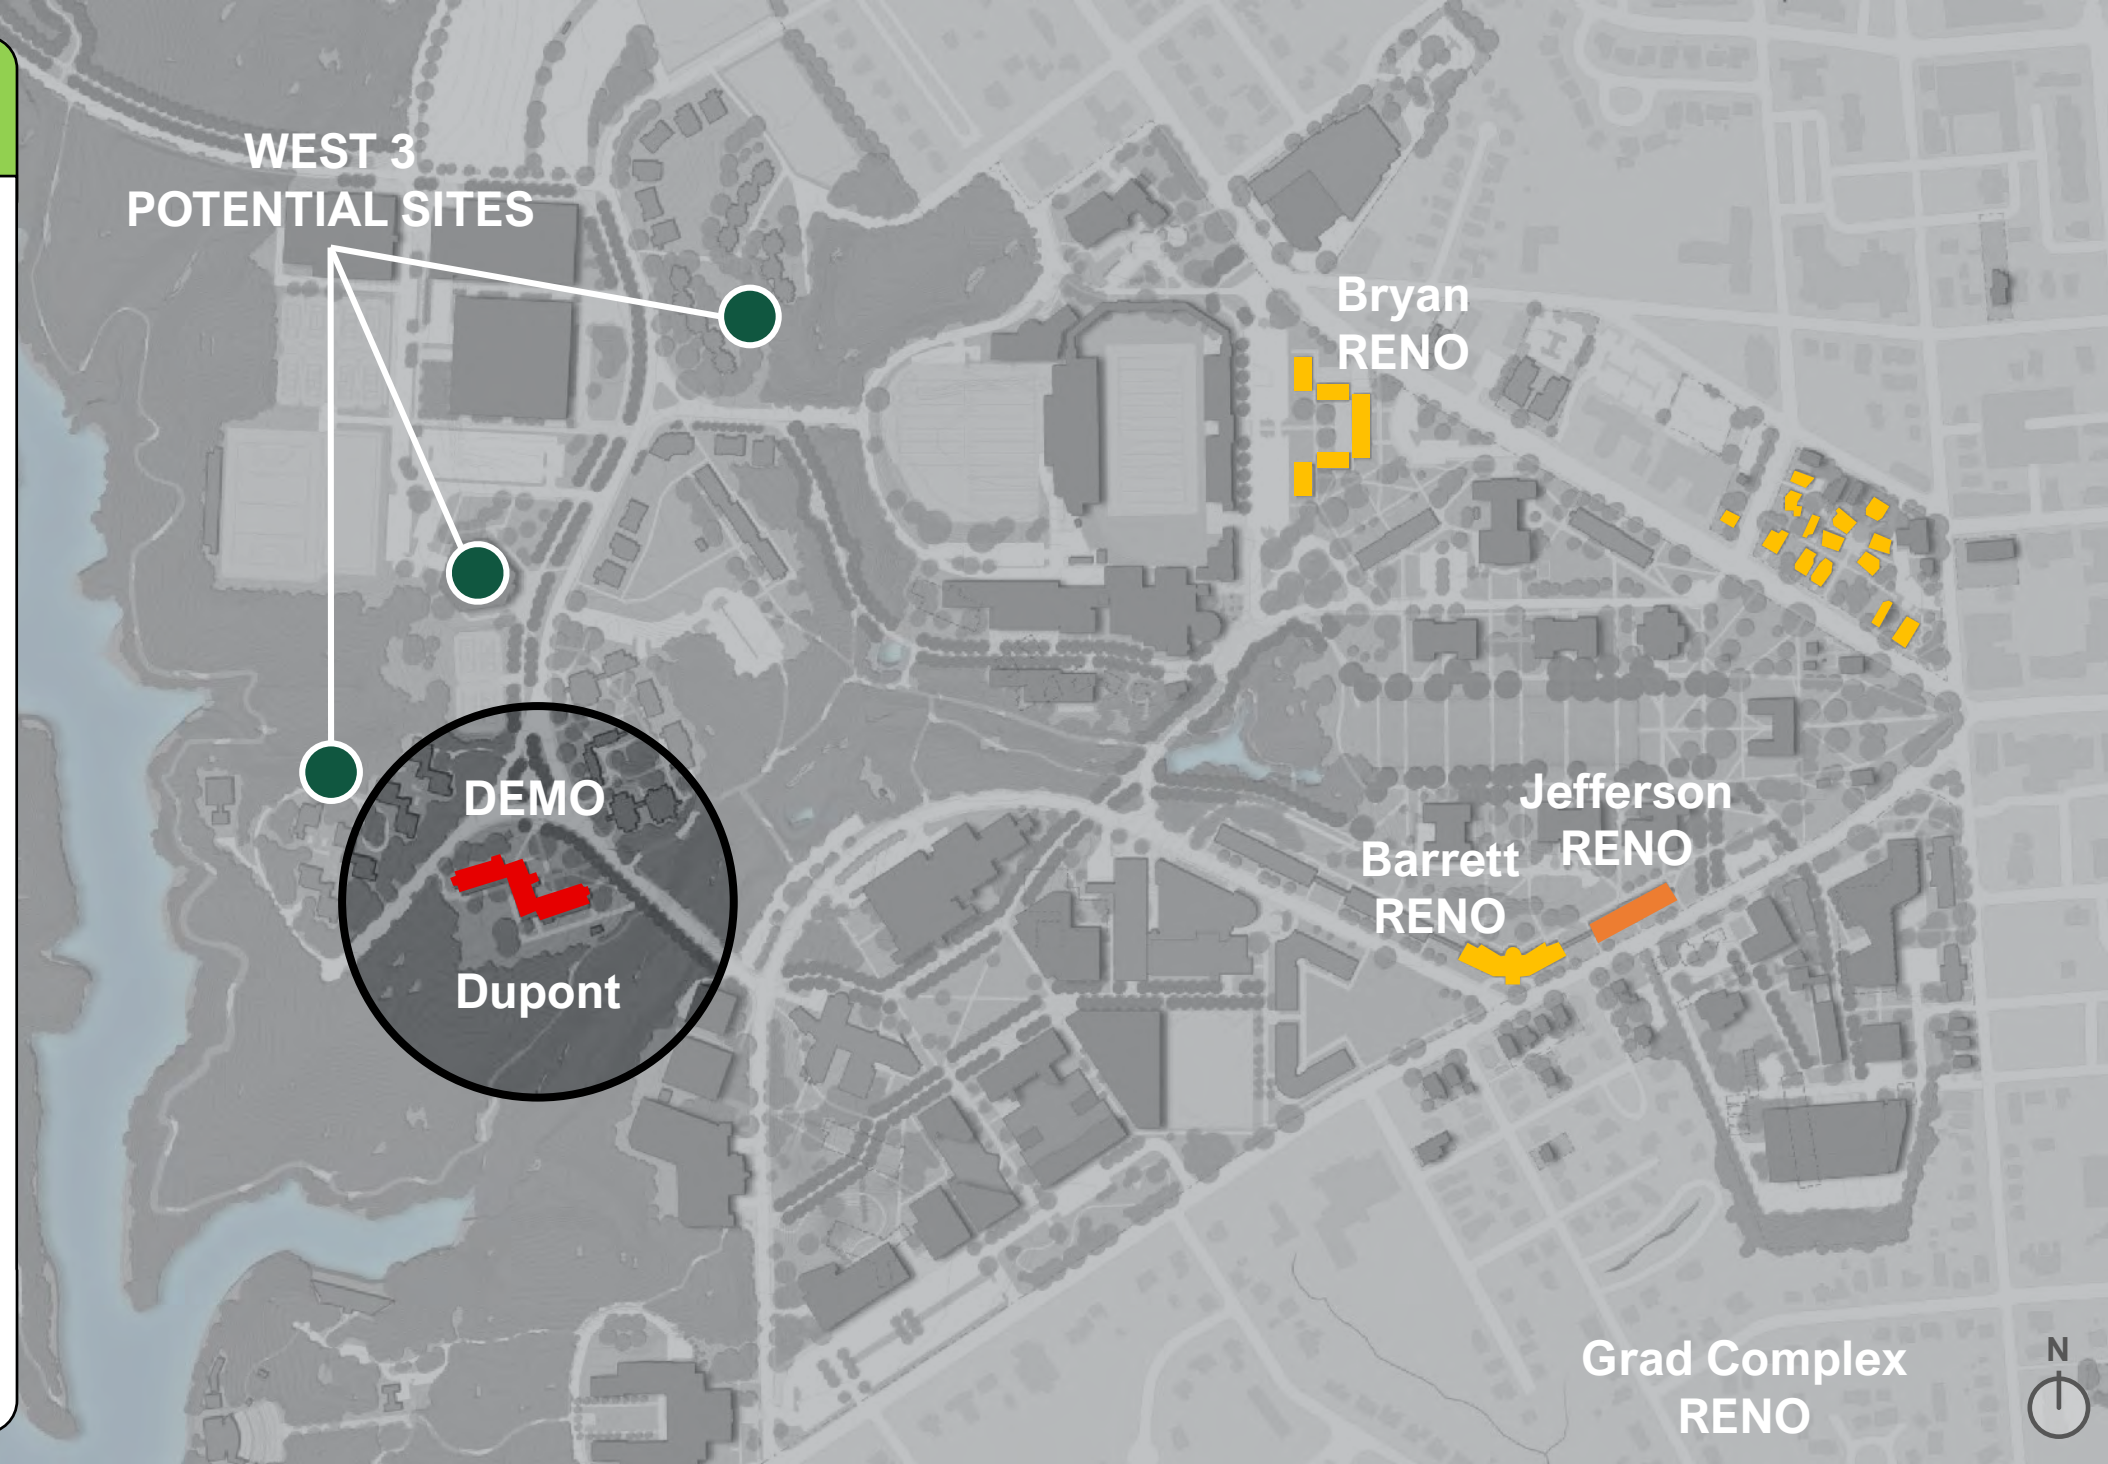 WEST 3
POTENTIAL SITES
Bryan
RENO
DEMO
Dupont
Jefferson
RENO
Barrett
RENO
Grad Complex
RENO
N